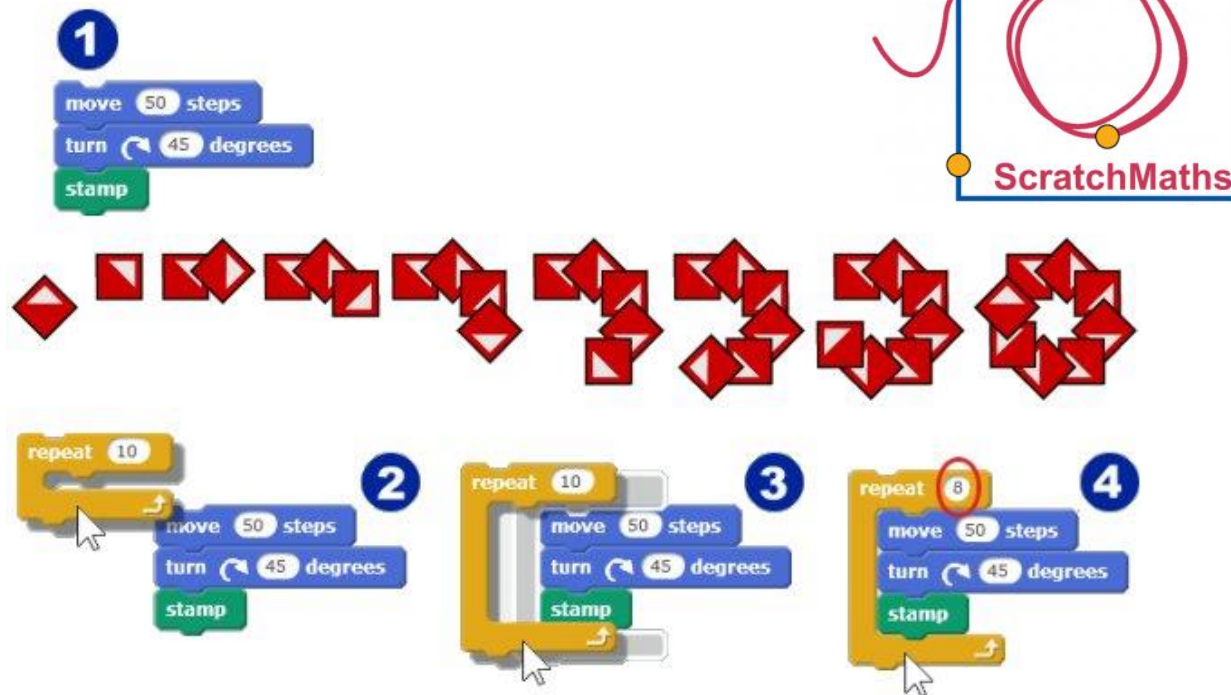 1
move 50 steps
turn 45 degrees
stamp
ScratchMaths
repeat 10
move 50 steps
turn 45 degrees
stamp
2
repeat 10
move 50 steps
turn 45 degrees
stamp
3
repeat 8
move 50 steps
turn 45 degrees
stamp
4